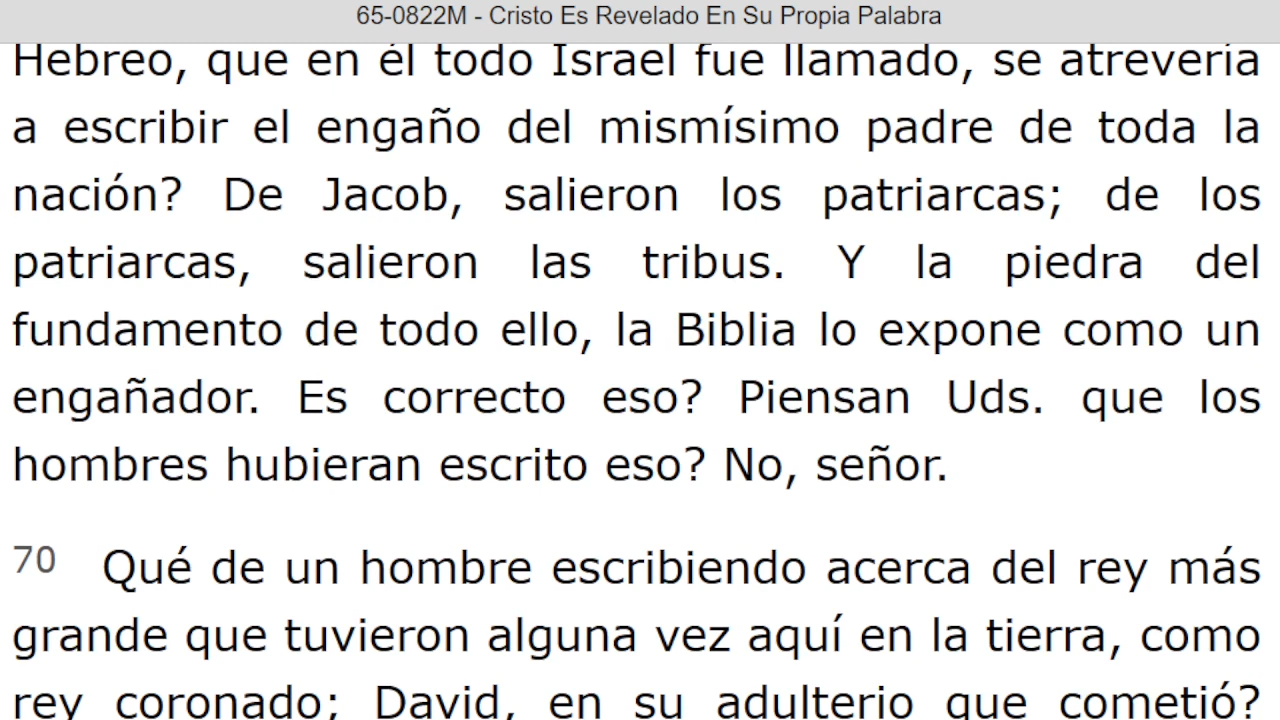 65-0822M - Cristo Es Revelado En Su Propia Palabra
Hebreo, que en él todo Israel fue llamado, se atrevería
a escribir el engaño del mismísimo padre de toda la
nación? De Jacob, salieron los patriarcas; de los
patriarcas, salieron las tribus. Y la piedra del
fundamento de todo ello, la Biblia lo expone como un
engañador. Es correcto eso? Piensan Uds. que los
hombres hubieran escrito eso? No, señor.
70 Qué de un hombre escribiendo acerca del rey más
grande que tuvieron alguna vez aquí en la tierra, como
rey coronado; David, en su adulterio que cometió?